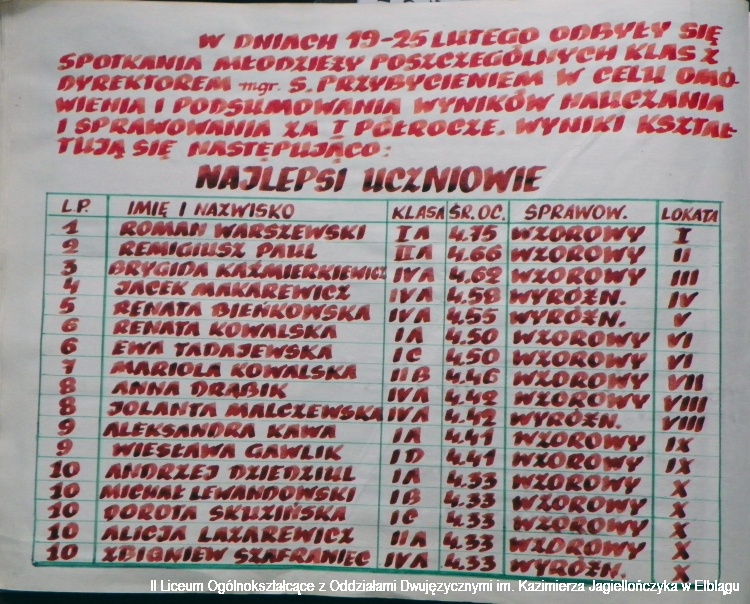 W DNIACH 19-25 LUTEGO ODBYŁY SIĘ
SPOTKANIA MŁODZIEŻY POSZCZEGÓLNYCH KLAS Z
DYREKTOREM mgr. S. PRZYBYCIENIEM W CELU OMÓ-
WIENIA I PODSUMOWANIA WYNIKÓW NAUCZANIA
I SPRAWOWANIA ZA I PÓŁROCZE. WYNIKI KSZTAŁ-
TUJĄ SIĘ NASTĘPUJĄCO:
NAJLEPSI UCZNIOWIE
L.P. IMIĘ I NAZWISKO KLASA ŚR.OC. SPRAWOW. LOKATA
1 ROMAN WARSZEWSKI IA 4.75 WZOROWY I
2 REMIGIUSZ PAUL IIA 4.66 WZOROWY II
3 BRYGIDA KAŹMIERKIEWICZ IVA 4.62 WZOROWY III
4 JACEK MAKAREWICZ IVA 4.58 WYRÓŻN. IV
5 RENATA BIEŃKOWSKA IVA 4.55 WYRÓŻN. V
6 RENATA KOWALSKA IA 4.50 WZOROWY VI
6 EWA TADAJEWSKA IC 4.50 WZOROWY VI
7 MARIOLA KOWALSKA IIB 4.46 WZOROWY VII
8 ANNA DRĄBIK IVA 4.42 WZOROWY VIII
8 JOLANTA MALCZEWSKA IVA 4.42 WYRÓŻN. VIII
9 ALEKSANDRA KAWA IA 4.41 WZOROWY IX
9 WIESŁAWA GAWLIK ID 4.41 WZOROWY IX
10 ANDRZEJ DZIEDZIUL IA 4.33 WZOROWY X
10 MICHAŁ LEWANDOWSKI IB 4.33 WZOROWY X
10 DOROTA SKUZIŃSKA IC 4.33 WZOROWY X
10 ALICJA ŁAZAREWICZ IIA 4.33 WZOROWY X
10 ZBIGNIEW SZAFRANIEC IVA 4.33 WYRÓŻN. X
II Liceum Ogólnokształcące z Oddziałami Dwujęzycznymi im. Kazimierza Jagiellończyka w Elblągu